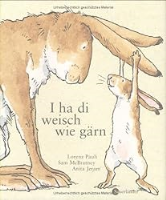 I ha di
weisch
wie gärn
Lorenz Pauli
Sam McBratney
Anita Jeram